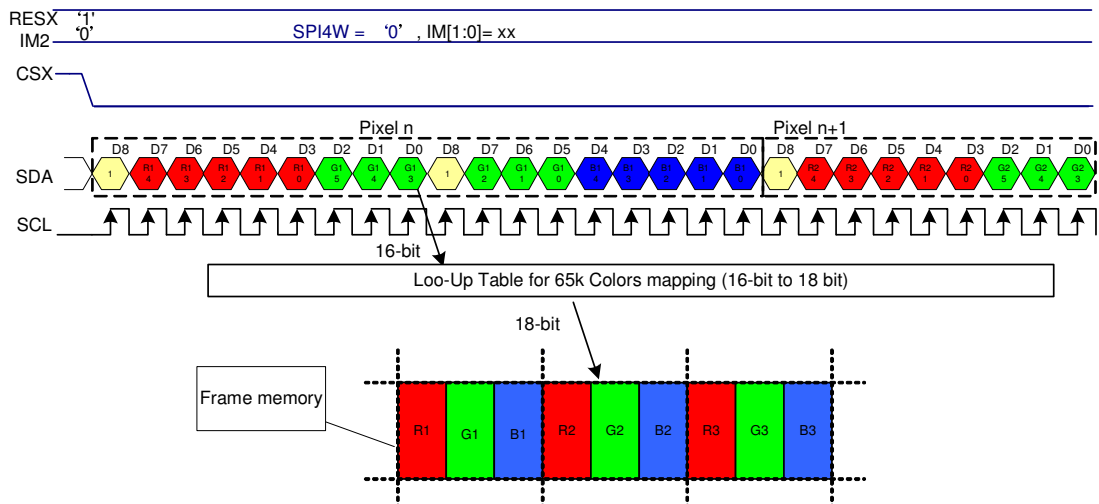 RESX '1'
'0'
IM2
SPI4W = '0' , IM[1:0]= xx
CSX
Pixel n
Pixel n+1
D8 D7 D6 D5 D4 D3 D2 D1 D0 D8 D7 D6 D5 D4 D3 D2 D1 D0 D8 D7 D6 D5 D4 D3 D2 D1 D0
SDA
1 R1 4 R1 3 R1 2 R1 1 R1 0 G1 5 G1 4 G1 3 1 G1 2 G1 1 G1 0 1 R2 4 R2 3 R2 2 R2 1 R2 0 G2 5 G2 4 G2 3
SCL
16-bit
Loo-Up Table for 65k Colors mapping (16-bit to 18 bit)
18-bit
Frame memory
R1 G1 B1 R2 G2 B2 R3 G3 B3